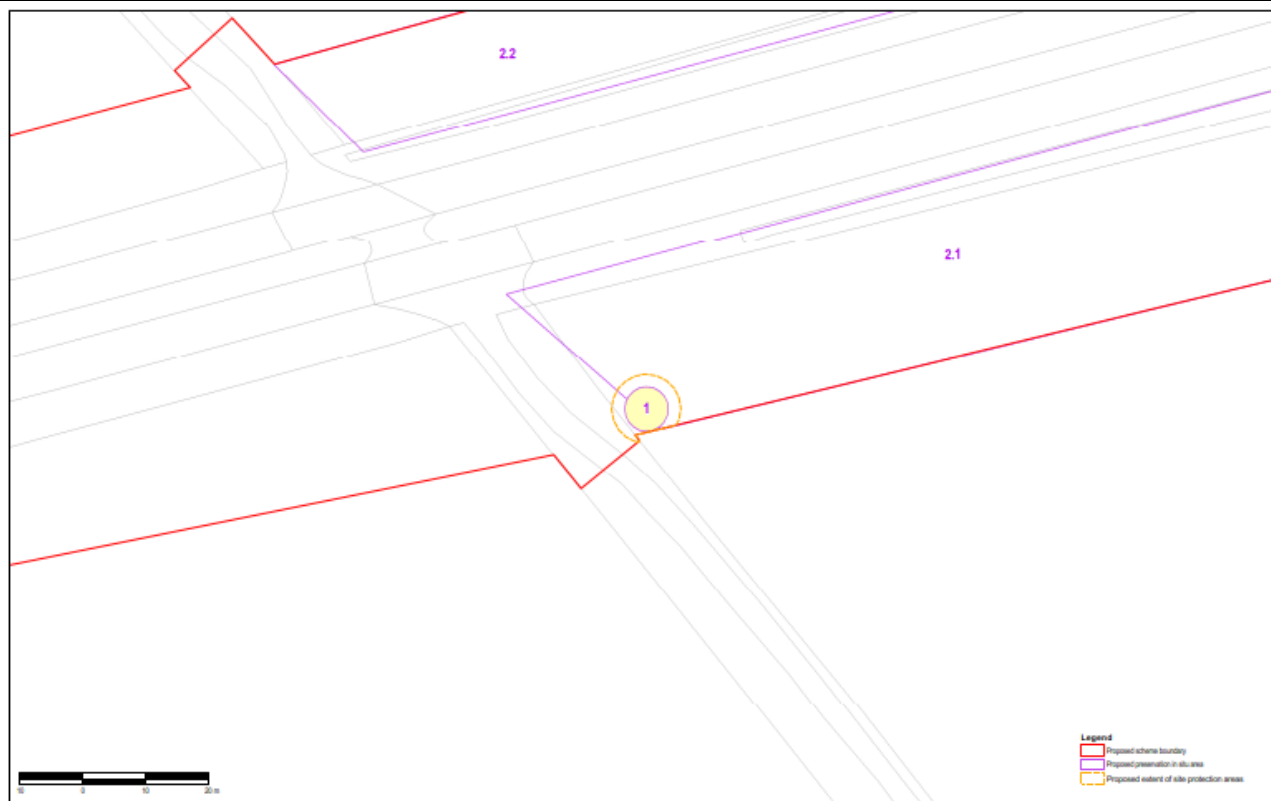 2.2
2.1
1
Legend
Proposed scheme boundary
Proposed preservation in situ area
Proposed extent of site protection areas
10 0 10 20 m